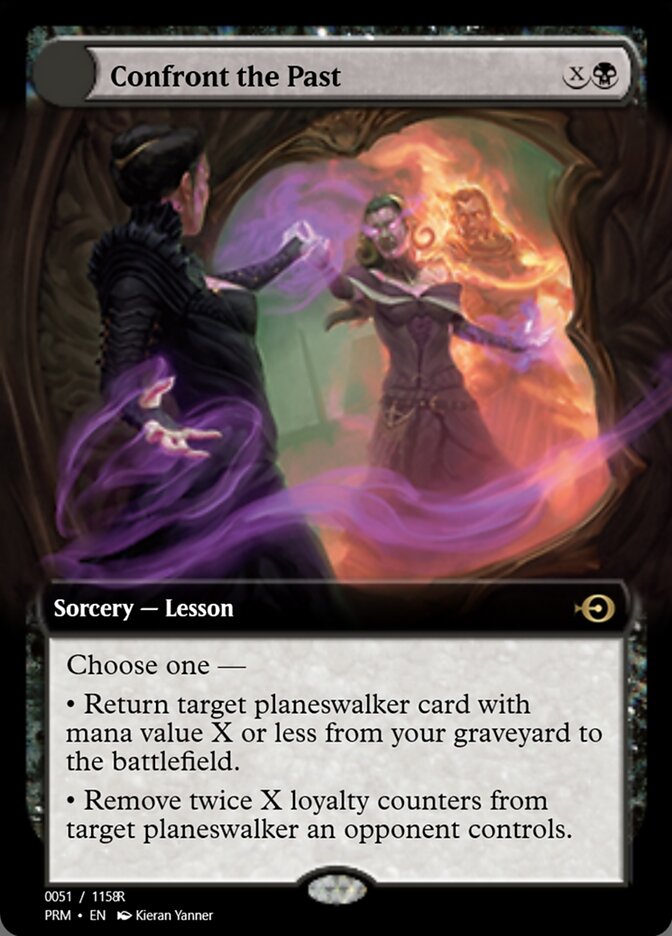 Confront the Past X
Sorcery — Lesson
Choose one —
• Return target planeswalker card with
mana value X or less from your graveyard to
the battlefield.
• Remove twice X loyalty counters from
target planeswalker an opponent controls.
0051 / 1158R
PRM • EN Kieran Yanner